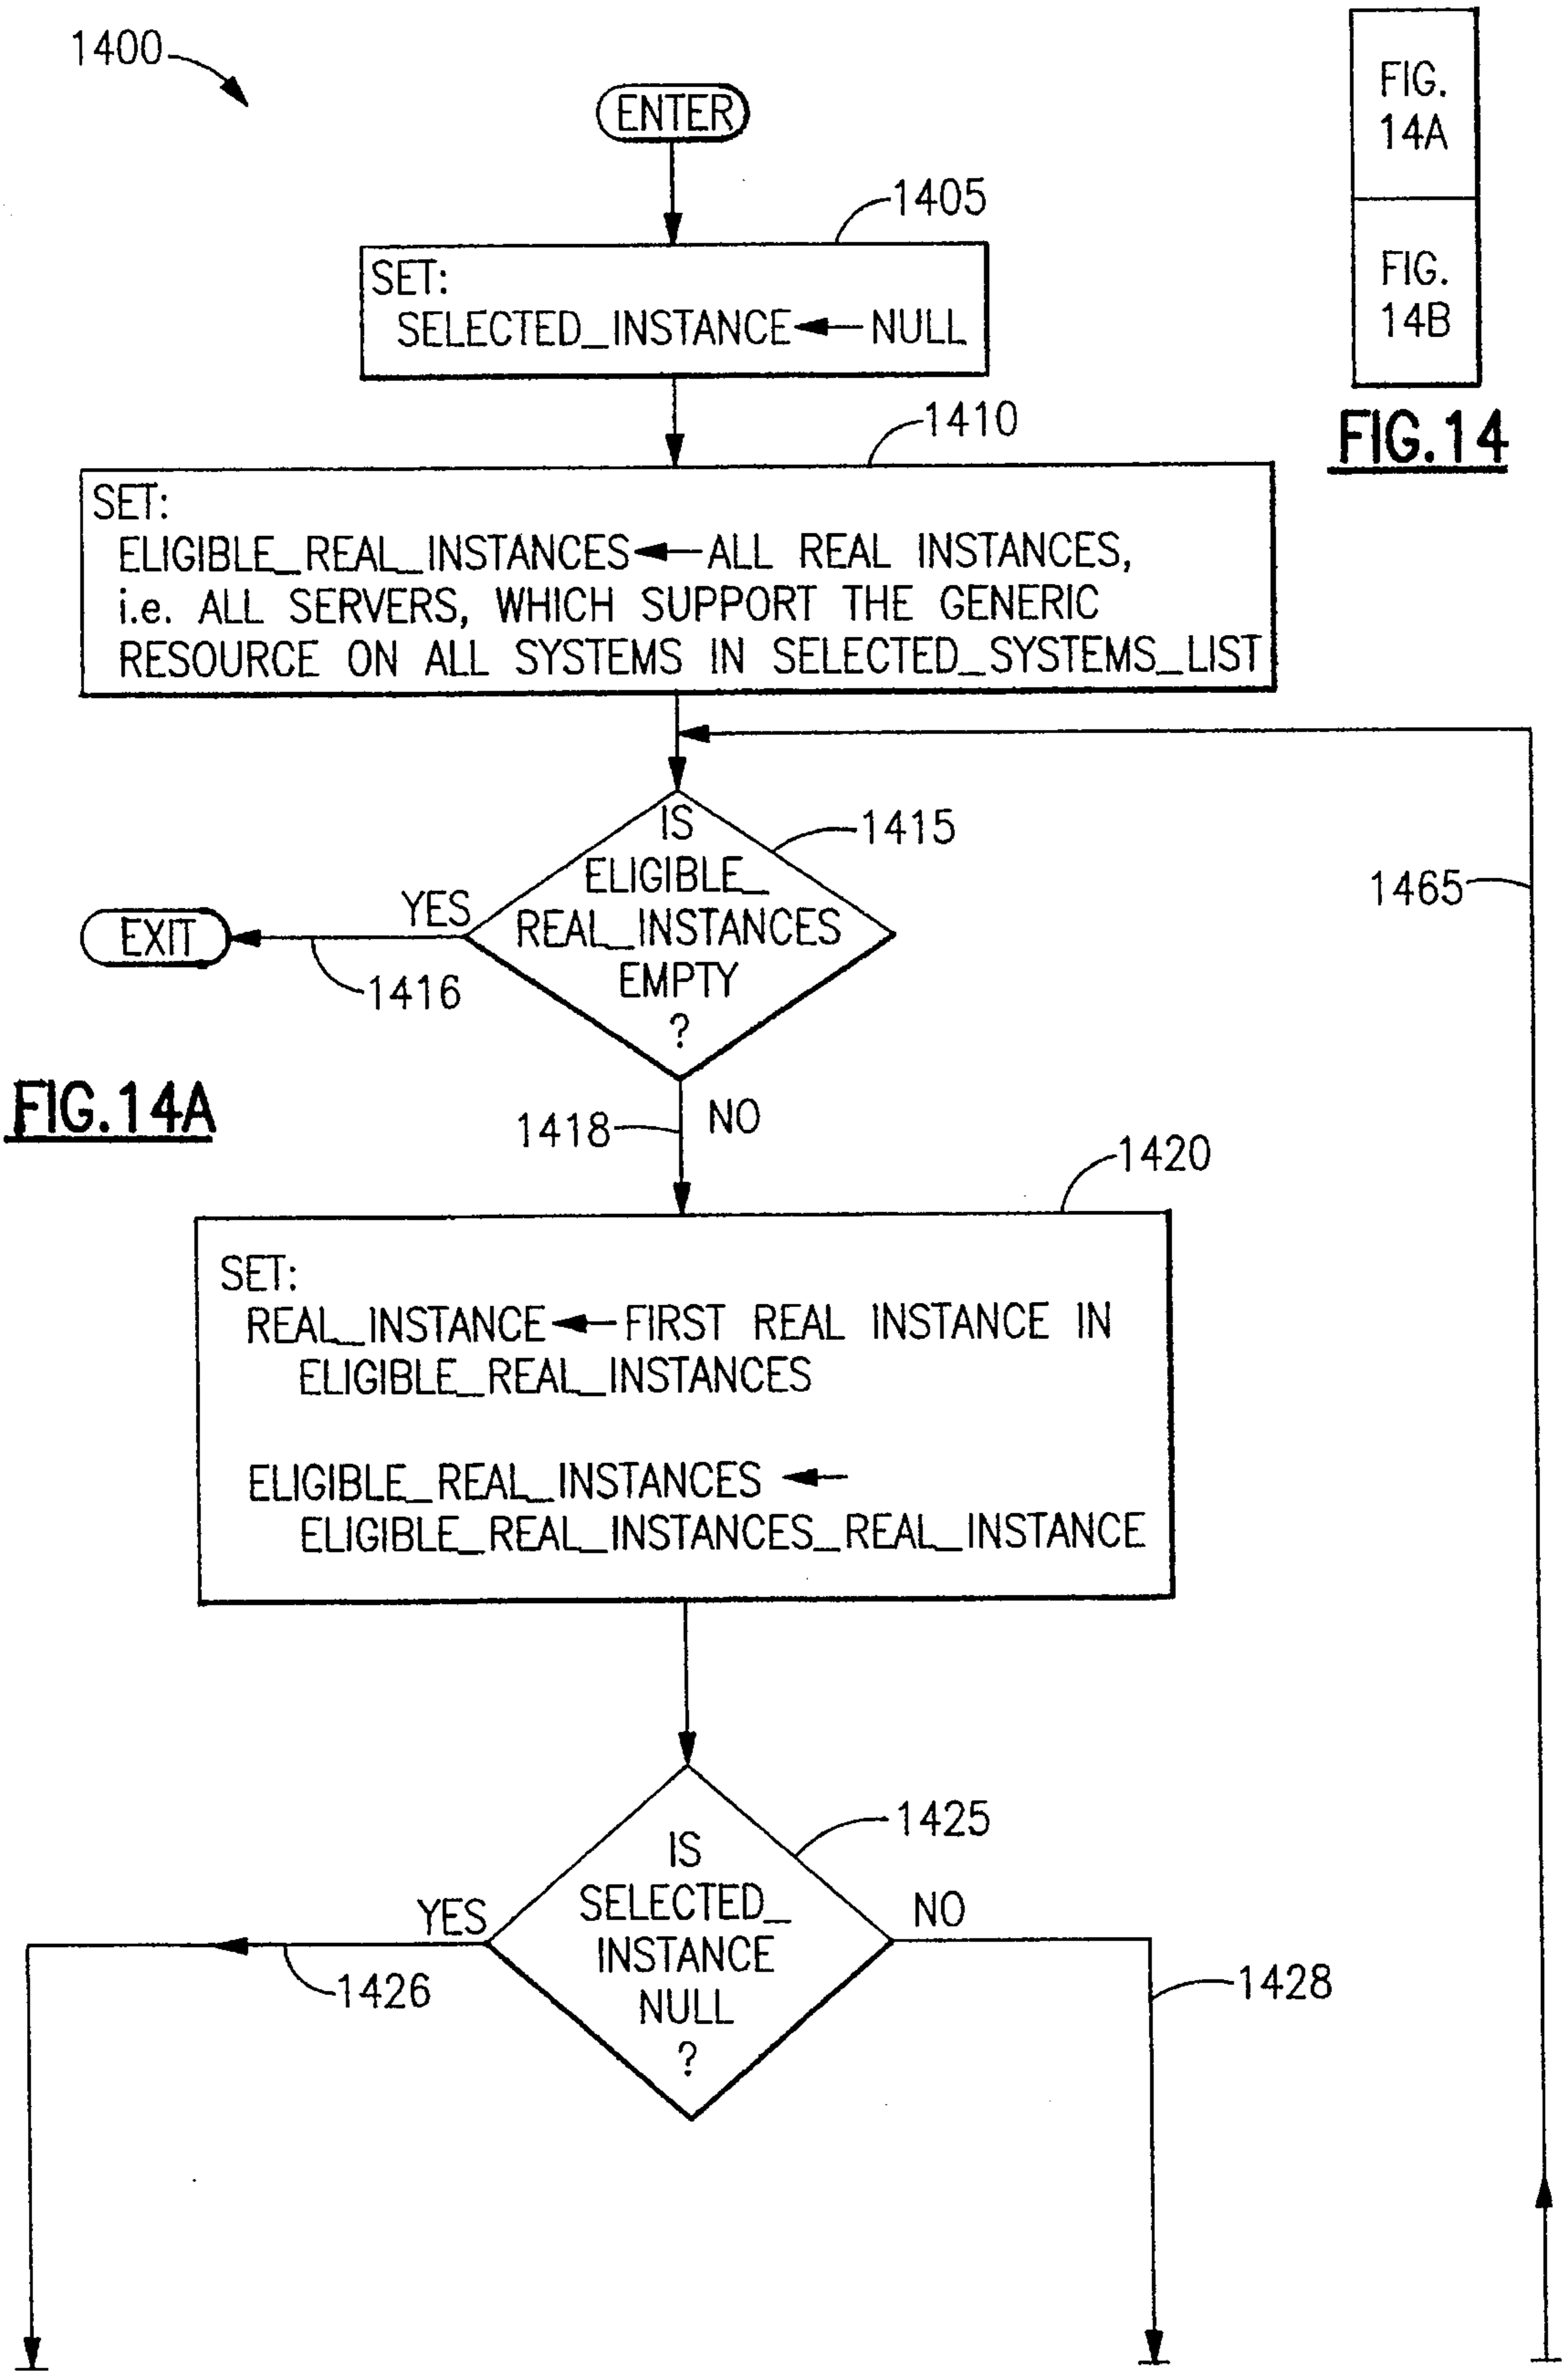 1400
ENTER
FIG.
14A
FIG.
14B
FIG.14
1405
SET:
SELECTED_INSTANCE←NULL
1410
SET:
ELIGIBLE_REAL_INSTANCES←ALL REAL INSTANCES,
i.e. ALL SERVERS, WHICH SUPPORT THE GENERIC
RESOURCE ON ALL SYSTEMS IN SELECTED_SYSTEMS_LIST
1415
IS
ELIGIBLE_
REAL_INSTANCES
EMPTY
?
YES
EXIT
1416
1465
FIG.14A
1418
NO
1420
SET:
REAL_INSTANCE←FIRST REAL INSTANCE IN
ELIGIBLE_REAL_INSTANCES
ELIGIBLE_REAL_INSTANCES ←
ELIGIBLE_REAL_INSTANCES_REAL_INSTANCE
1425
IS
SELECTED_
INSTANCE
NULL
?
YES
NO
1426
1428